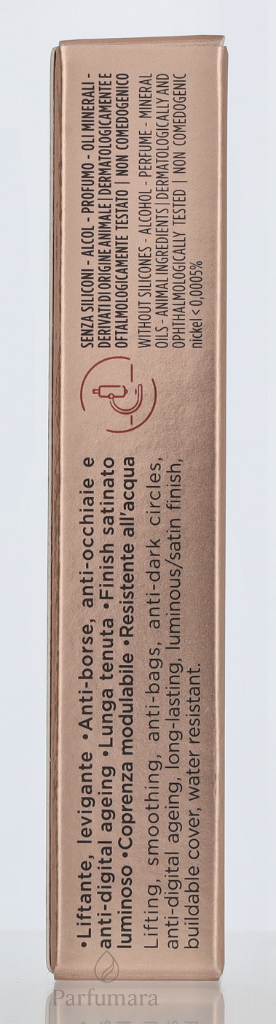 •Liftante, levigante •Anti-borse, anti-occhiaie e
anti-digital ageing •Lunga tenuta •Finish satinato
luminoso •Coprenza modulabile •Resistente all'acqua
Lifting, smoothing, anti-bags, anti-dark circles,
anti-digital ageing, long-lasting, luminous/satin finish,
buildable cover, water resistant.
SENZA SILICONI - ALCOL - PROFUMO - OLI MINERALI -
DERIVATI DI ORIGINE ANIMALE | DERMATOLOGICAMENTE E
OFTALMOLOGICAMENTE TESTATO | NON COMEDOGENICO
WITHOUT SILICONES - ALCOHOL - PERFUME - MINERAL
OILS - ANIMAL INGREDIENTS | DERMATOLOGICALLY AND
OPHTHALMOLOGICALLY TESTED | NON COMEDOGENIC
nickel < 0,0005%
Parfumara